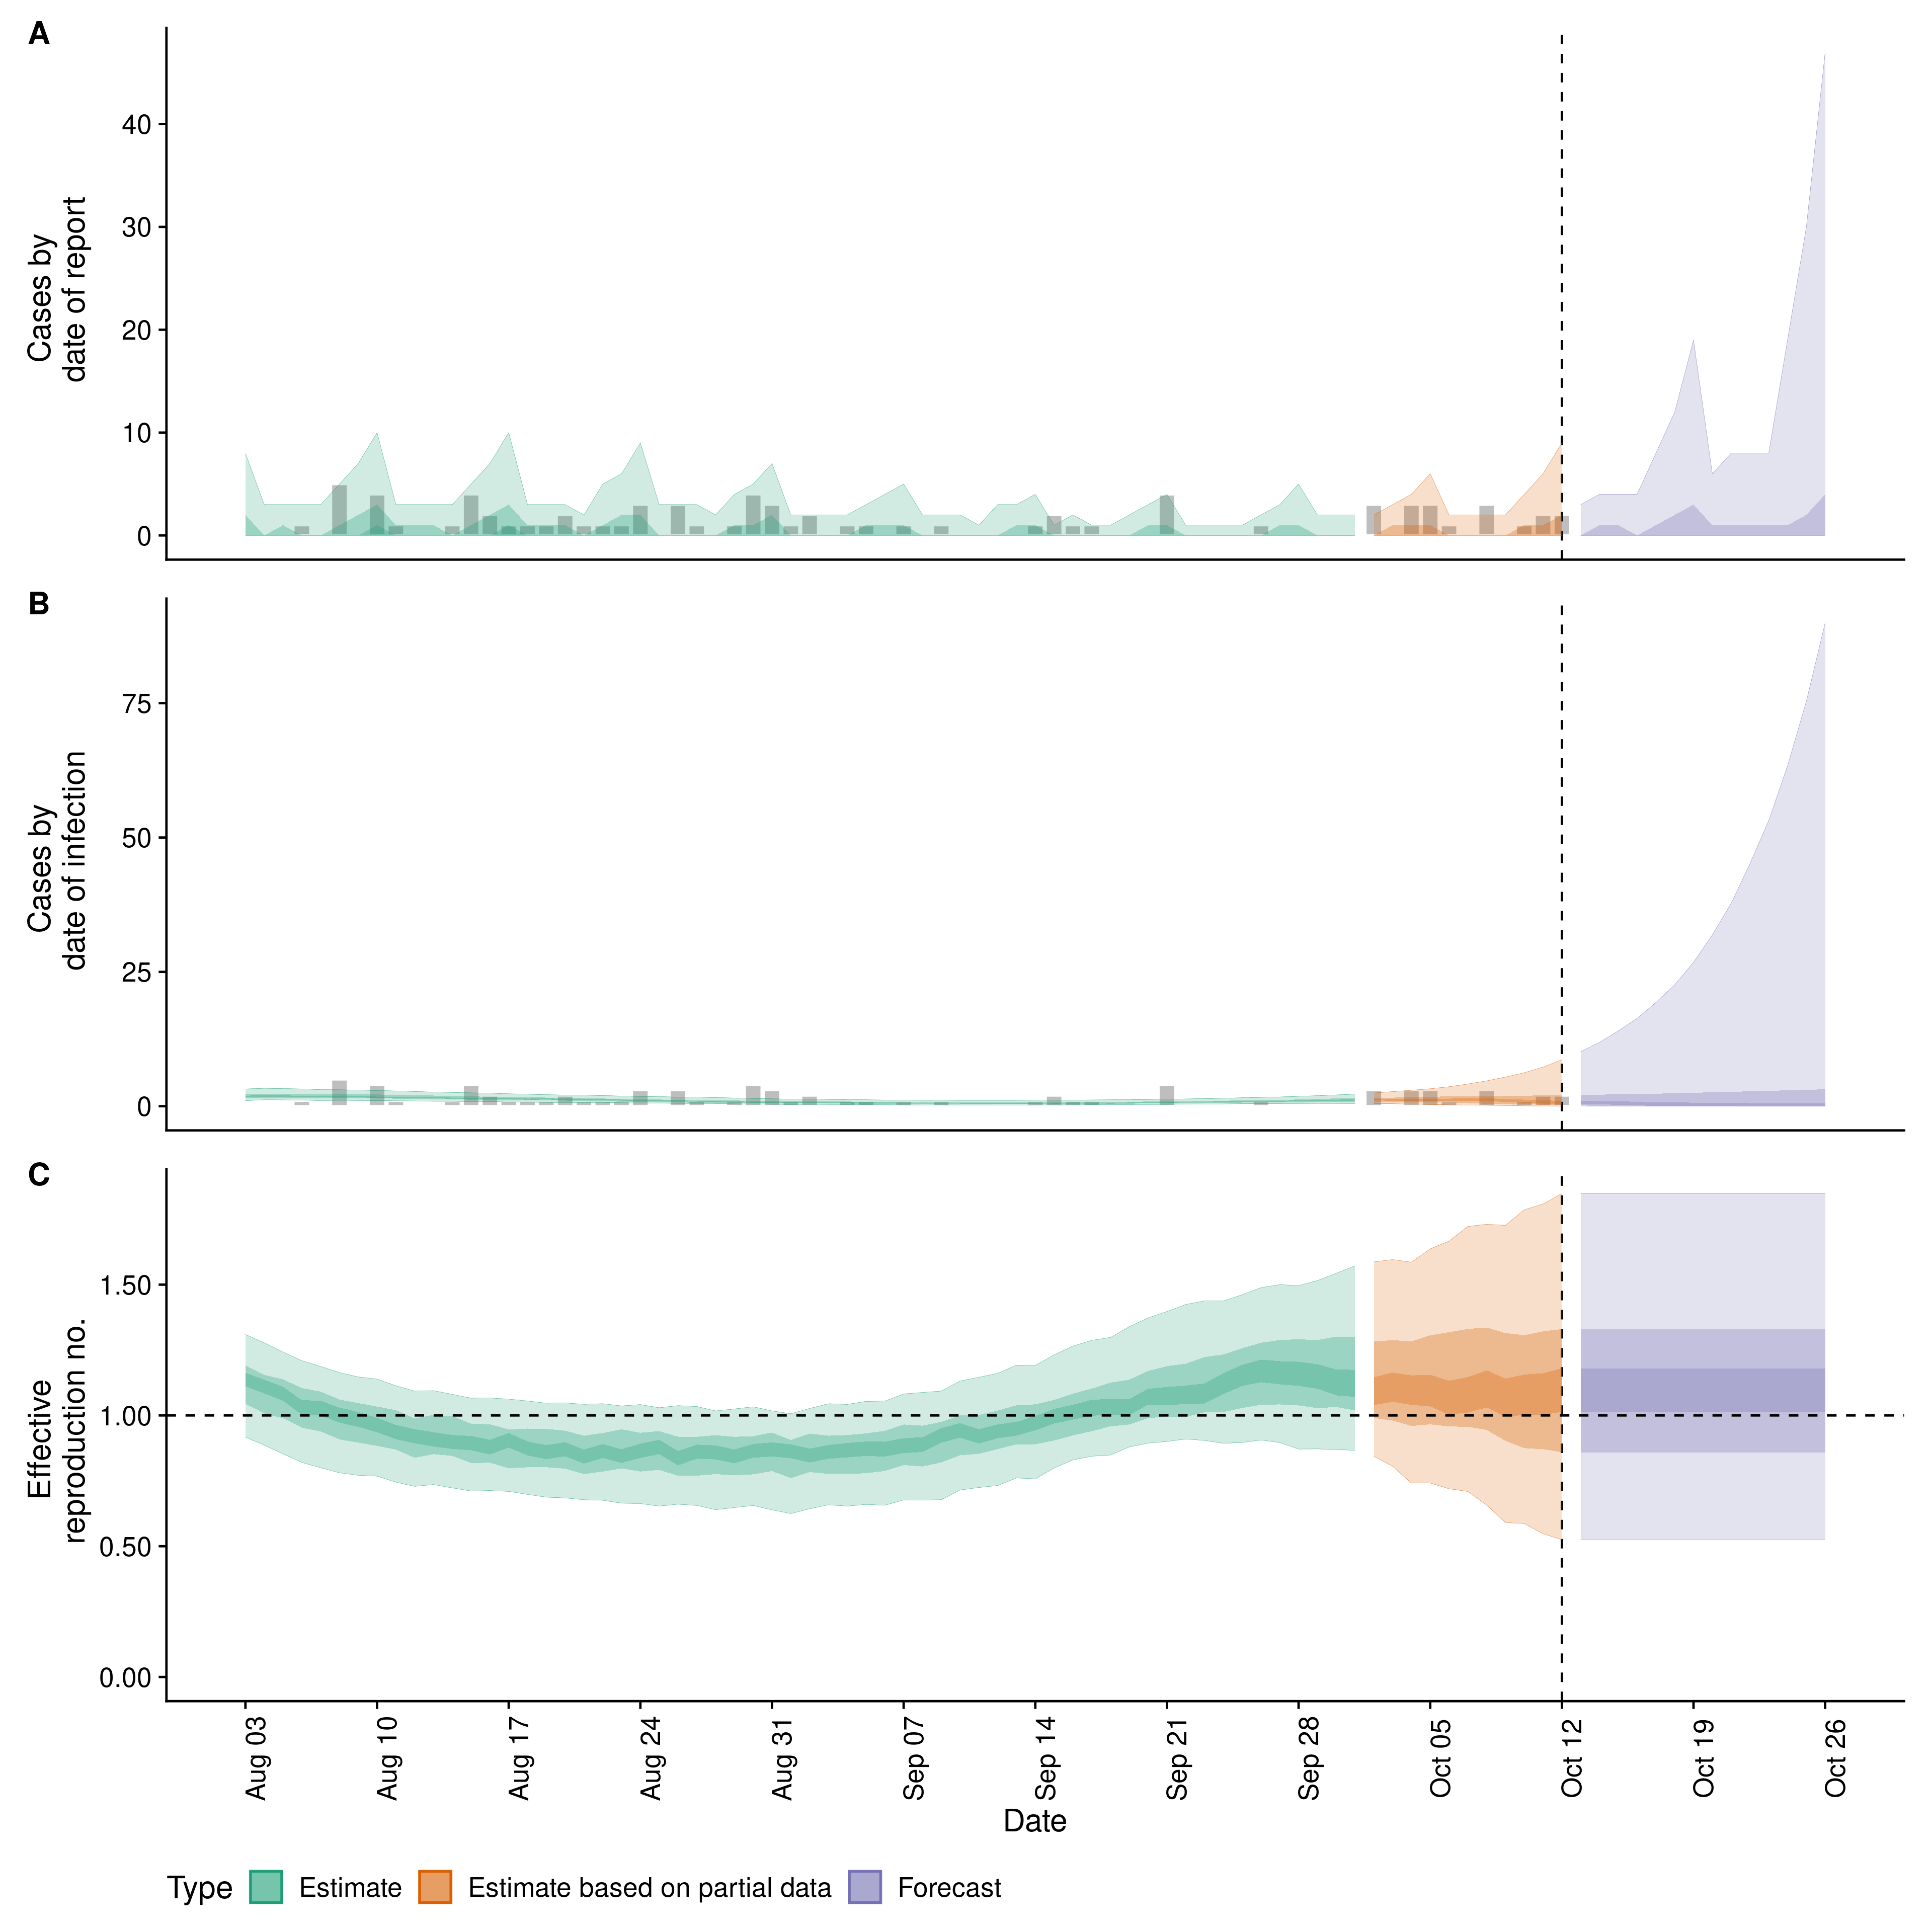 A
Cases by
date of report
40
30
20
10
0
B
Cases by
date of infection
75
50
25
0
C
Effective
reproduction no.
1.50
1.00
0.50
0.00
Aug 03
Aug 10
Aug 17
Aug 24
Aug 31
Sep 07
Sep 14
Sep 21
Sep 28
Oct 05
Oct 12
Oct 19
Oct 26
Date
Type Estimate Estimate based on partial data Forecast